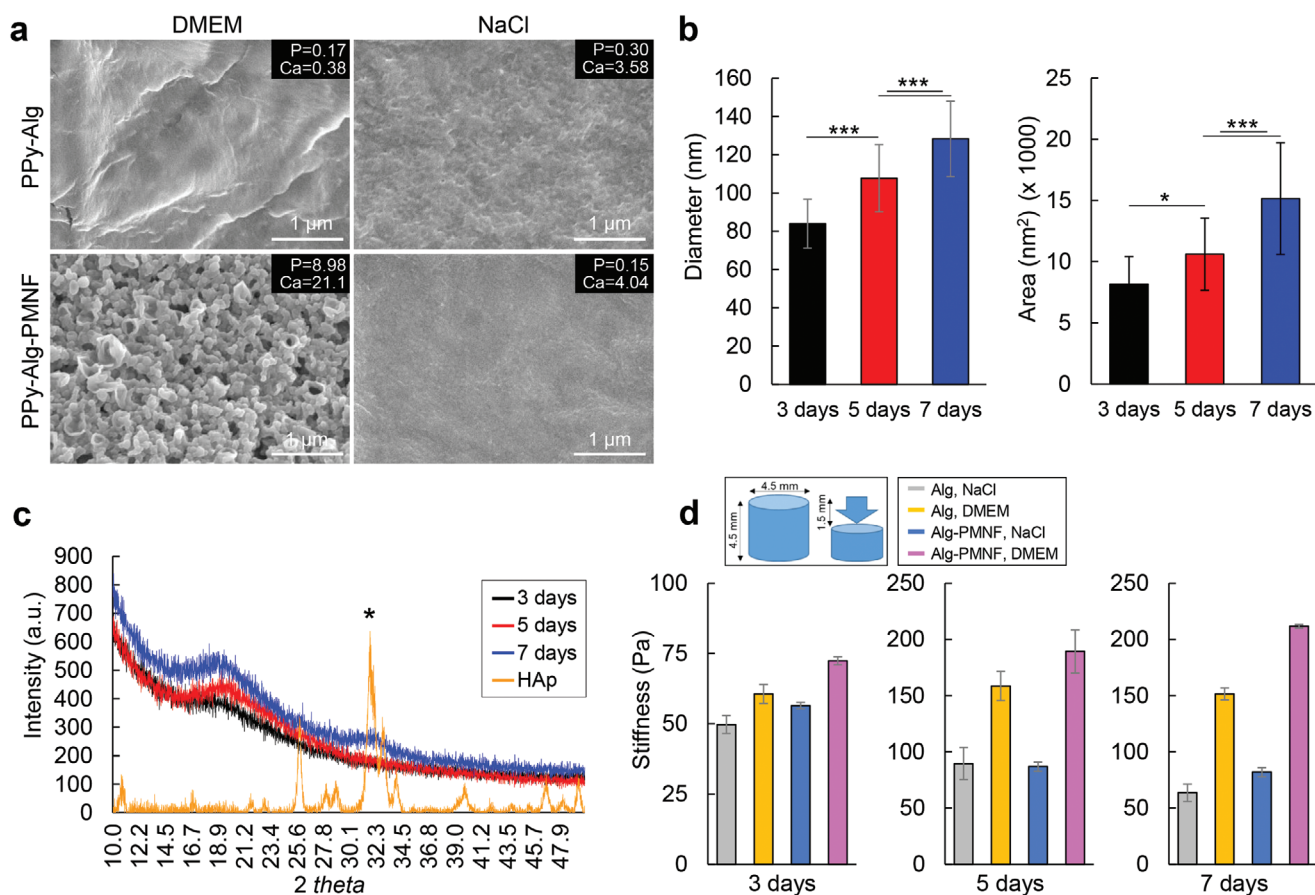 a
DMEM
NaCl
PPy-Alg
P=0.17
Ca=0.38
1 µm
P=0.30
Ca=3.58
1 µm
PPy-Alg-PMNF
P=8.98
Ca=21.1
1 µm
P=0.15
Ca=4.04
1 µm
b
Diameter (nm)
160
140
120
100
80
60
40
20
0
***
***
3 days 5 days 7 days
Area (nm²) (x 1000)
25
20
15
10
5
0
*
***
3 days 5 days 7 days
c
Intensity (a.u.)
900
800
700
600
500
400
300
200
100
0
*
3 days
5 days
7 days
HAp
10.0 12.2 14.5 16.7 18.9 21.2 23.4 25.6 27.8 30.1 32.3 34.5 36.8 39.0 41.2 43.5 45.7 47.9
2 theta
d
4.5 mm
4.5 mm
1.5 mm
Alg, NaCl
Alg, DMEM
Alg-PMNF, NaCl
Alg-PMNF, DMEM
Stiffness (Pa)
100
75
50
25
0
3 days
250
200
150
100
50
0
5 days
250
200
150
100
50
0
7 days